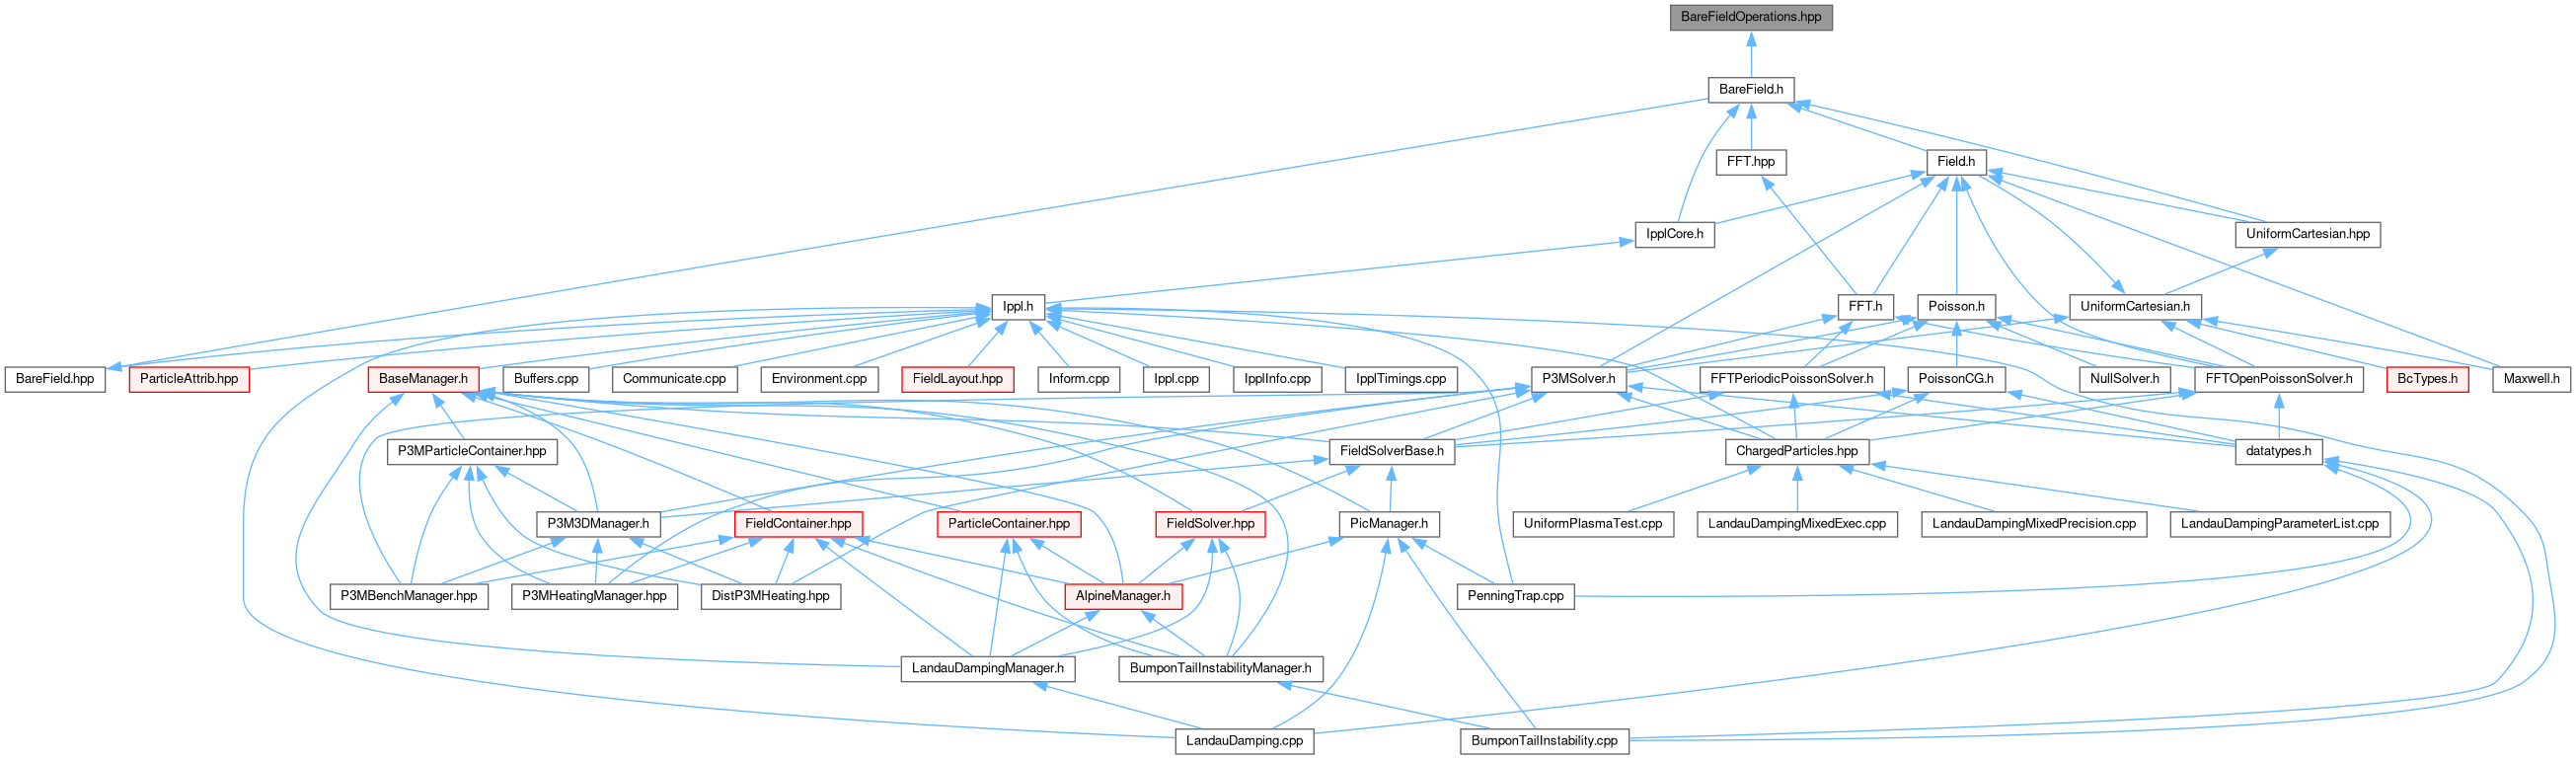 BareFieldOperations.hpp
BareField.h
FFT.hpp
Field.h
IpplCore.h
UniformCartesian.hpp
Ippl.h
FFT.h
Poisson.h
UniformCartesian.h
BareField.hpp
ParticleAttrib.hpp
BaseManager.h
Buffers.cpp
Communicate.cpp
Environment.cpp
FieldLayout.hpp
Inform.cpp
Ippl.cpp
IpplInfo.cpp
IpplTimings.cpp
P3MSolver.h
FFTPeriodicPoissonSolver.h
PoissonCG.h
NullSolver.h
FFTOpenPoissonSolver.h
BcTypes.h
Maxwell.h
P3MParticleContainer.hpp
FieldSolverBase.h
ChargedParticles.hpp
datatypes.h
P3M3DManager.h
FieldContainer.hpp
ParticleContainer.hpp
FieldSolver.hpp
PicManager.h
UniformPlasmaTest.cpp
LandauDampingMixedExec.cpp
LandauDampingMixedPrecision.cpp
LandauDampingParameterList.cpp
P3MBenchManager.hpp
P3MHeatingManager.hpp
DistP3MHeating.hpp
AlpineManager.h
PenningTrap.cpp
LandauDampingManager.h
BumponTailInstabilityManager.h
LandauDamping.cpp
BumponTailInstability.cpp